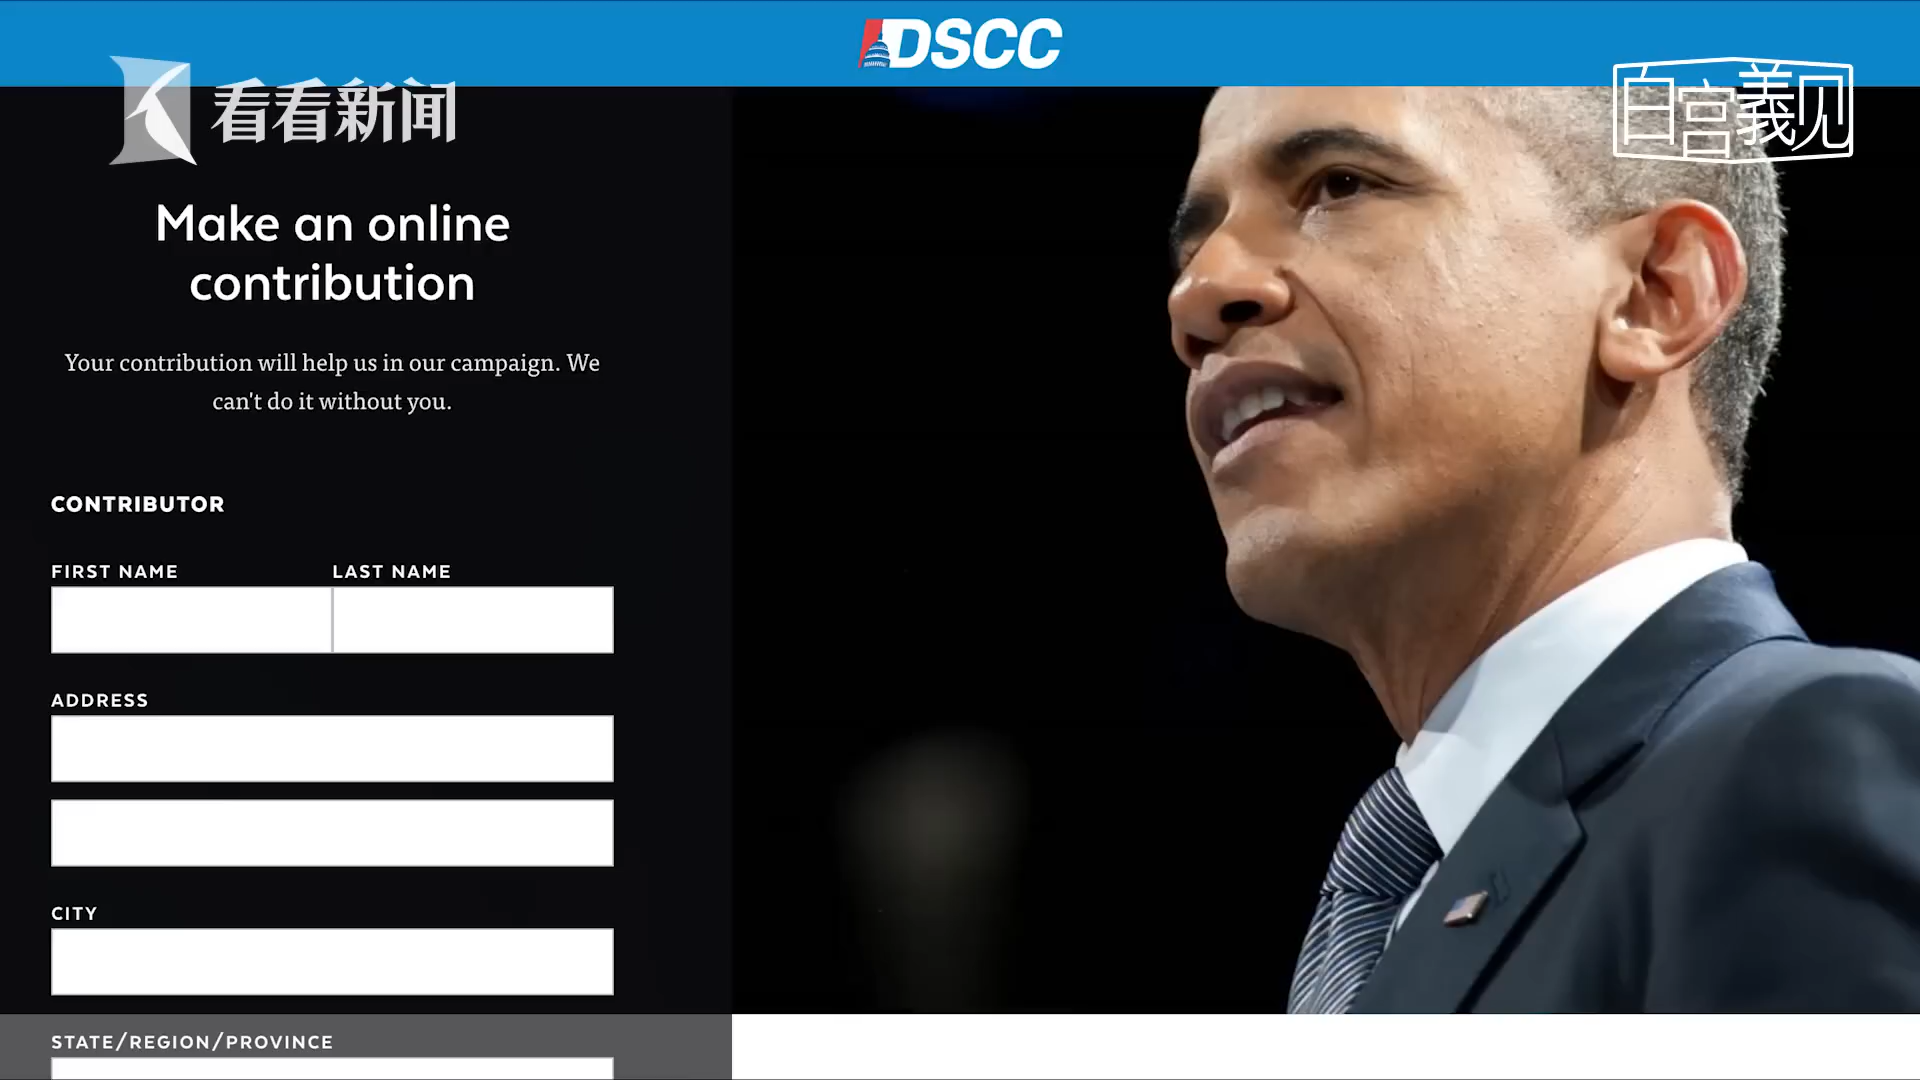 DSCC
看看新闻
白宫義见
Make an online
contribution
Your contribution will help us in our campaign. We
can't do it without you.
CONTRIBUTOR
FIRST NAME LAST NAME
ADDRESS
CITY
STATE/REGION/PROVINCE